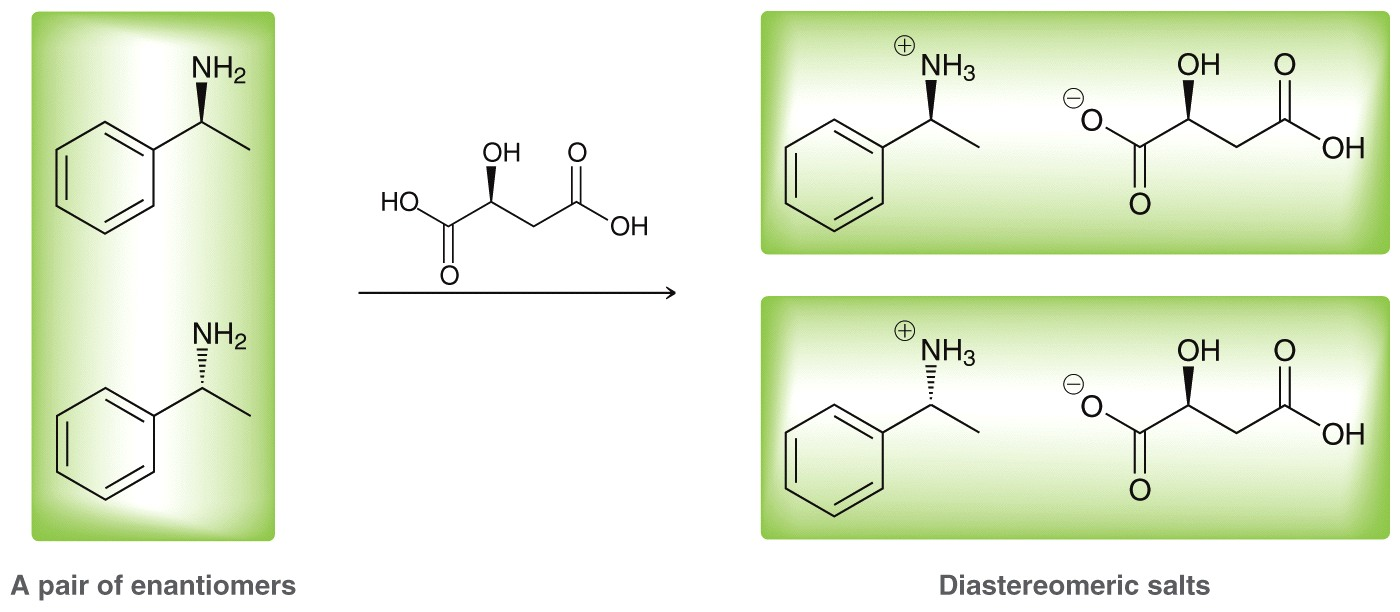 NH2
NH2
HO
OH
O
O
OH
⊕
NH3
⊖
O
OH
O
O
OH
⊕
NH3
⊖
O
OH
O
O
OH
A pair of enantiomers
Diastereomeric salts